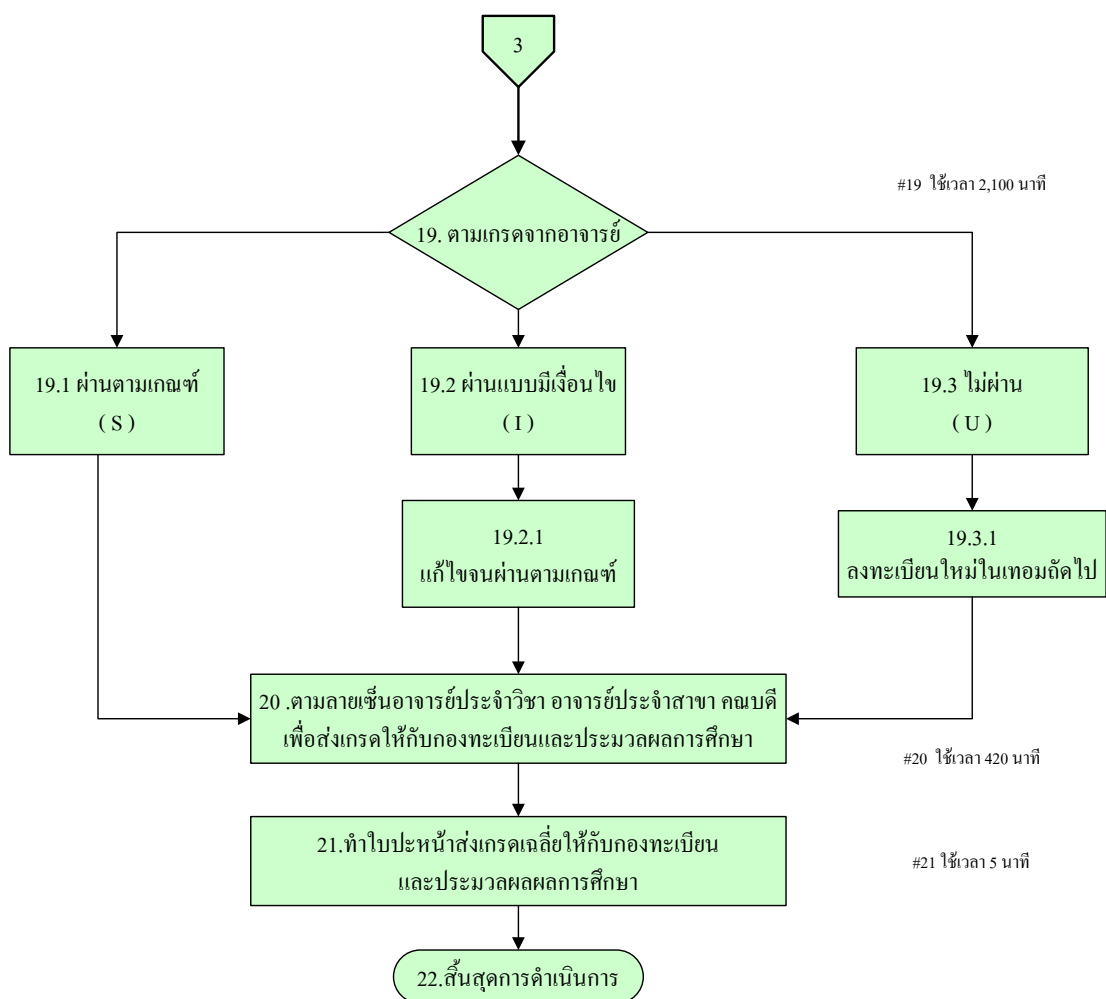 3
#19 ใช้เวลา 2,100 นาที
19. ตามเกรดจากอาจารย์
19.1 ผ่านตามเกณฑ์
( S )
19.2 ผ่านแบบมีเงื่อนไข
( I )
19.3 ไม่ผ่าน
( U )
19.2.1
แก้ไขจนผ่านตามเกณฑ์
19.3.1
ลงทะเบียนใหม่ในเทอมถัดไป
20 .ตามลายเซ็นอาจารย์ประจำวิชา อาจารย์ประจำสาขา คณบดี
เพื่อส่งเกรดให้กับกองทะเบียนและประมวลผลการศึกษา
#20 ใช้เวลา 420 นาที
21.ทำใบปะหน้าส่งเกรดเฉลี่ยให้กับกองทะเบียน
และประมวลผลผลการศึกษา
#21 ใช้เวลา 5 นาที
22.สิ้นสุดการดำเนินการ